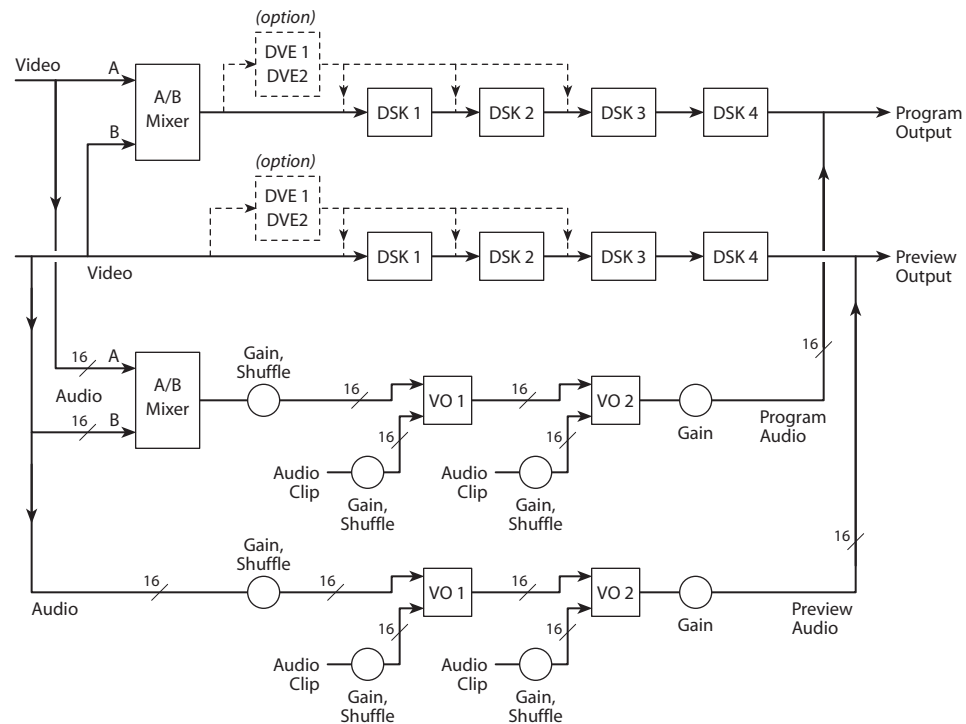 (option)
DVE 1
DVE2
Video
A
A/B
Mixer
B
DSK 1
DSK 2
DSK 3
DSK 4
Program
Output
(option)
DVE 1
DVE2
Video
DSK 1
DSK 2
DSK 3
DSK 4
Preview
Output
16
A
Audio
16
B
A/B
Mixer
Gain,
Shuffle
16
VO 1
16
VO 2
Gain
16
Program
Audio
16
Audio
Clip
Gain,
Shuffle
16
Audio
Clip
Gain,
Shuffle
Audio
16
Gain,
Shuffle
16
VO 1
16
VO 2
Gain
16
Preview
Audio
16
Audio
Clip
Gain,
Shuffle
16
Audio
Clip
Gain,
Shuffle